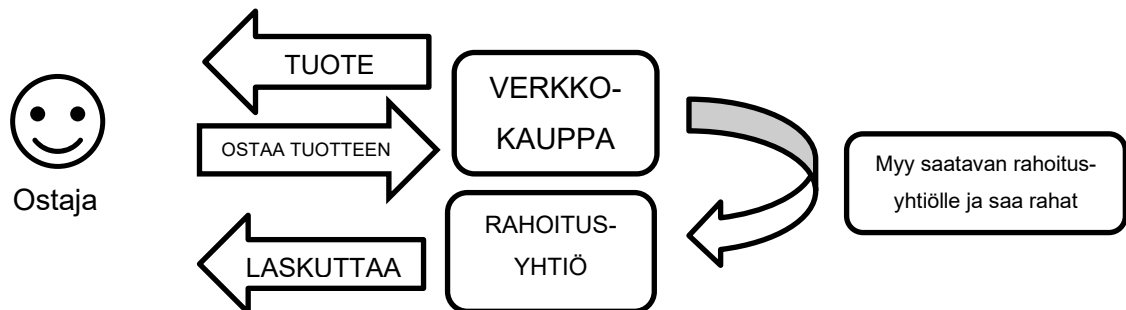 TUOTE
VERKKO-
KAUPPA
OSTAA TUOTTEEN
Ostaja
Myy saatavan rahoitus-
yhtiölle ja saa rahat
RAHOITUS-
YHTIÖ
LASKUTTAA